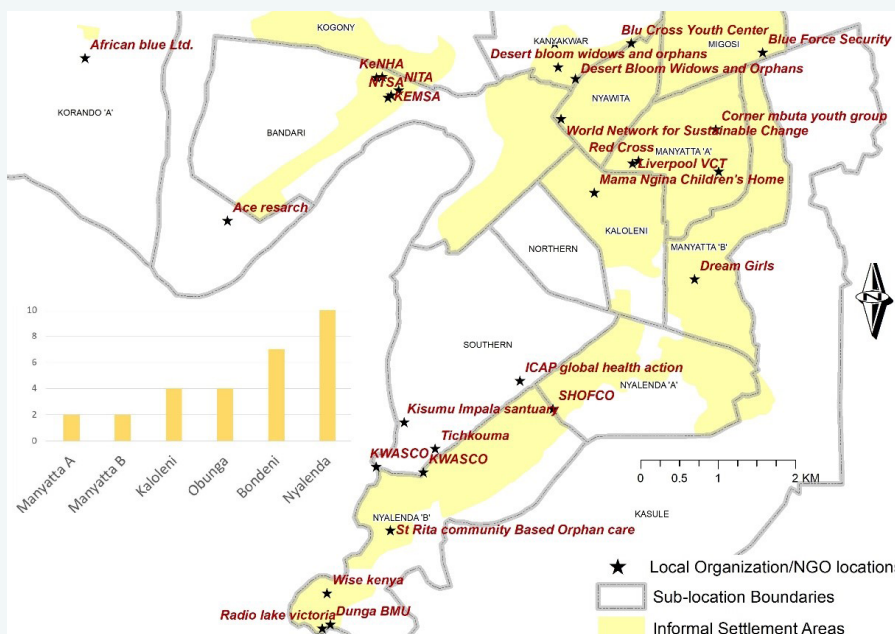 KOGONY
African blue Ltd.
KORANDO 'A'
KeNHA
NITA
NTSA
KEMSA
BANDARI
Ace resarch
Blu Cross Youth Center
KANYAKWAR
MIGOSI
Blue Force Security
Desert bloom widows and orphans
Desert Bloom Widows and Orphans
NYAWITA
Corner mbuta youth group
World Network for Sustainable Change
Red Cross
MANYATTA 'A'
Liverpool VCT
Mama Ngina Children's Home
KALOLENI
NORTHERN
MANYATTA 'B'
Dream Girls
N
SOUTHERN
ICAP global health action
NYALENDA 'A'
SHOFCO
Kisumu Impala santuary
Tichkouma
KWASCO
KWASCO
KASULE
NYALENDA 'B'
St Rita community Based Orphan care
Wise kenya
Radio lake victoria
Dunga BMU
10
8
6
4
2
0
Manyatta A
Manyatta B
Kaloleni
Obunga
Bondeni
Nyalenda
0 0.5 1 2 KM
Local Organization/NGO locations
Sub-location Boundaries
Informal Settlement Areas